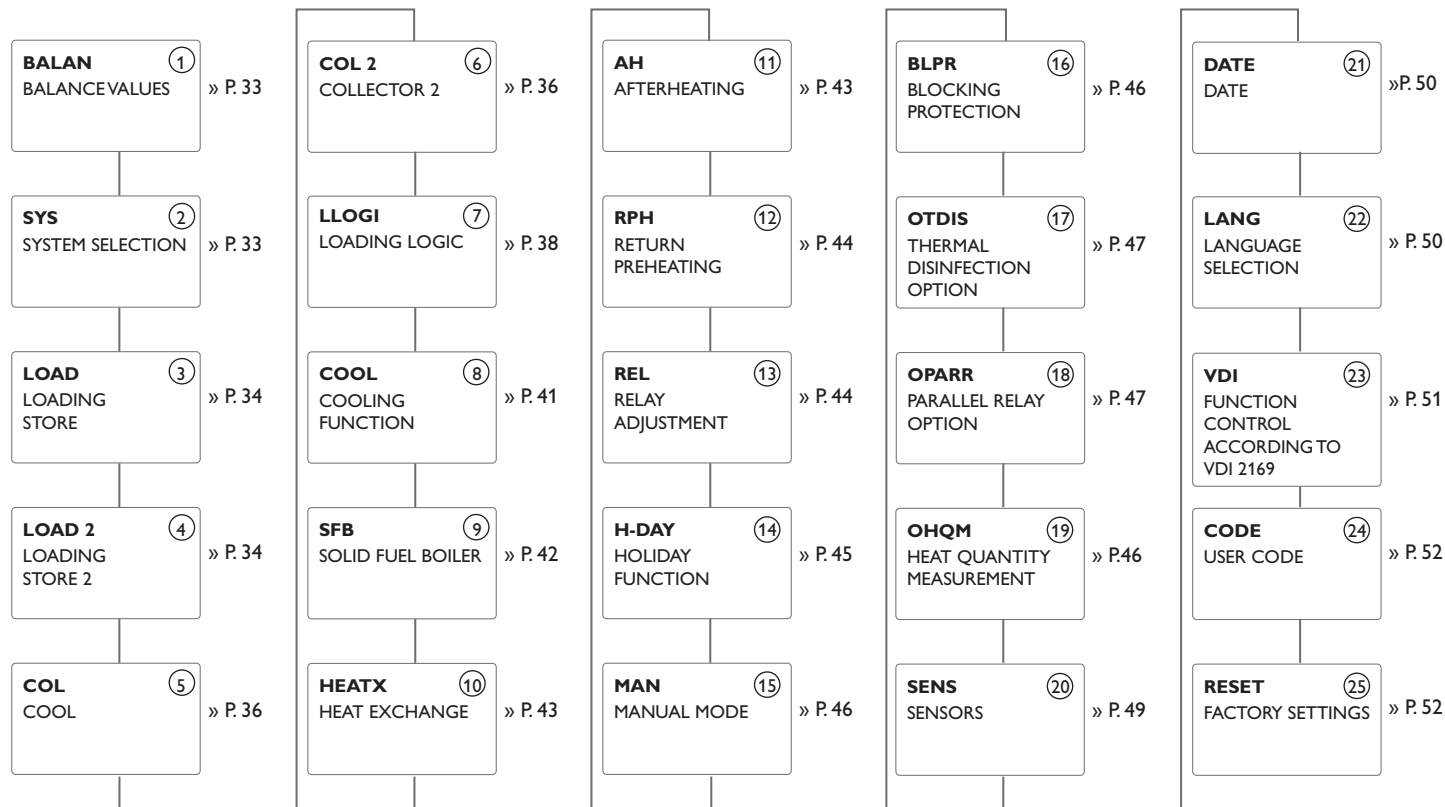 BALAN 1
BALANCE VALUES
» P. 33
SYS 2
SYSTEM SELECTION
» P. 33
LOAD 3
LOADING
STORE
» P. 34
LOAD 2 4
LOADING
STORE 2
» P. 34
COL 5
COOL
» P. 36
COL 2 6
COLLECTOR 2
» P. 36
LLOGI 7
LOADING LOGIC
» P. 38
COOL 8
COOLING
FUNCTION
» P. 41
SFB 9
SOLID FUEL BOILER
» P. 42
HEATX 10
HEAT EXCHANGE
» P. 43
AH 11
AFTERHEATING
» P. 43
RPH 12
RETURN
PREHEATING
» P. 44
REL 13
RELAY
ADJUSTMENT
» P. 44
H-DAY 14
HOLIDAY
FUNCTION
» P. 45
MAN 15
MANUAL MODE
» P. 46
BLPR 16
BLOCKING
PROTECTION
» P. 46
OTDIS 17
THERMAL
DISINFECTION
OPTION
» P. 47
OPARR 18
PARALLEL RELAY
OPTION
» P. 47
OHQM 19
HEAT QUANTITY
MEASUREMENT
» P.46
SENS 20
SENSORS
» P. 49
DATE 21
DATE
»P. 50
LANG 22
LANGUAGE
SELECTION
» P. 50
VDI 23
FUNCTION
CONTROL
ACCORDING TO
VDI 2169
» P. 51
CODE 24
USER CODE
» P. 52
RESET 25
FACTORY SETTINGS
» P. 52